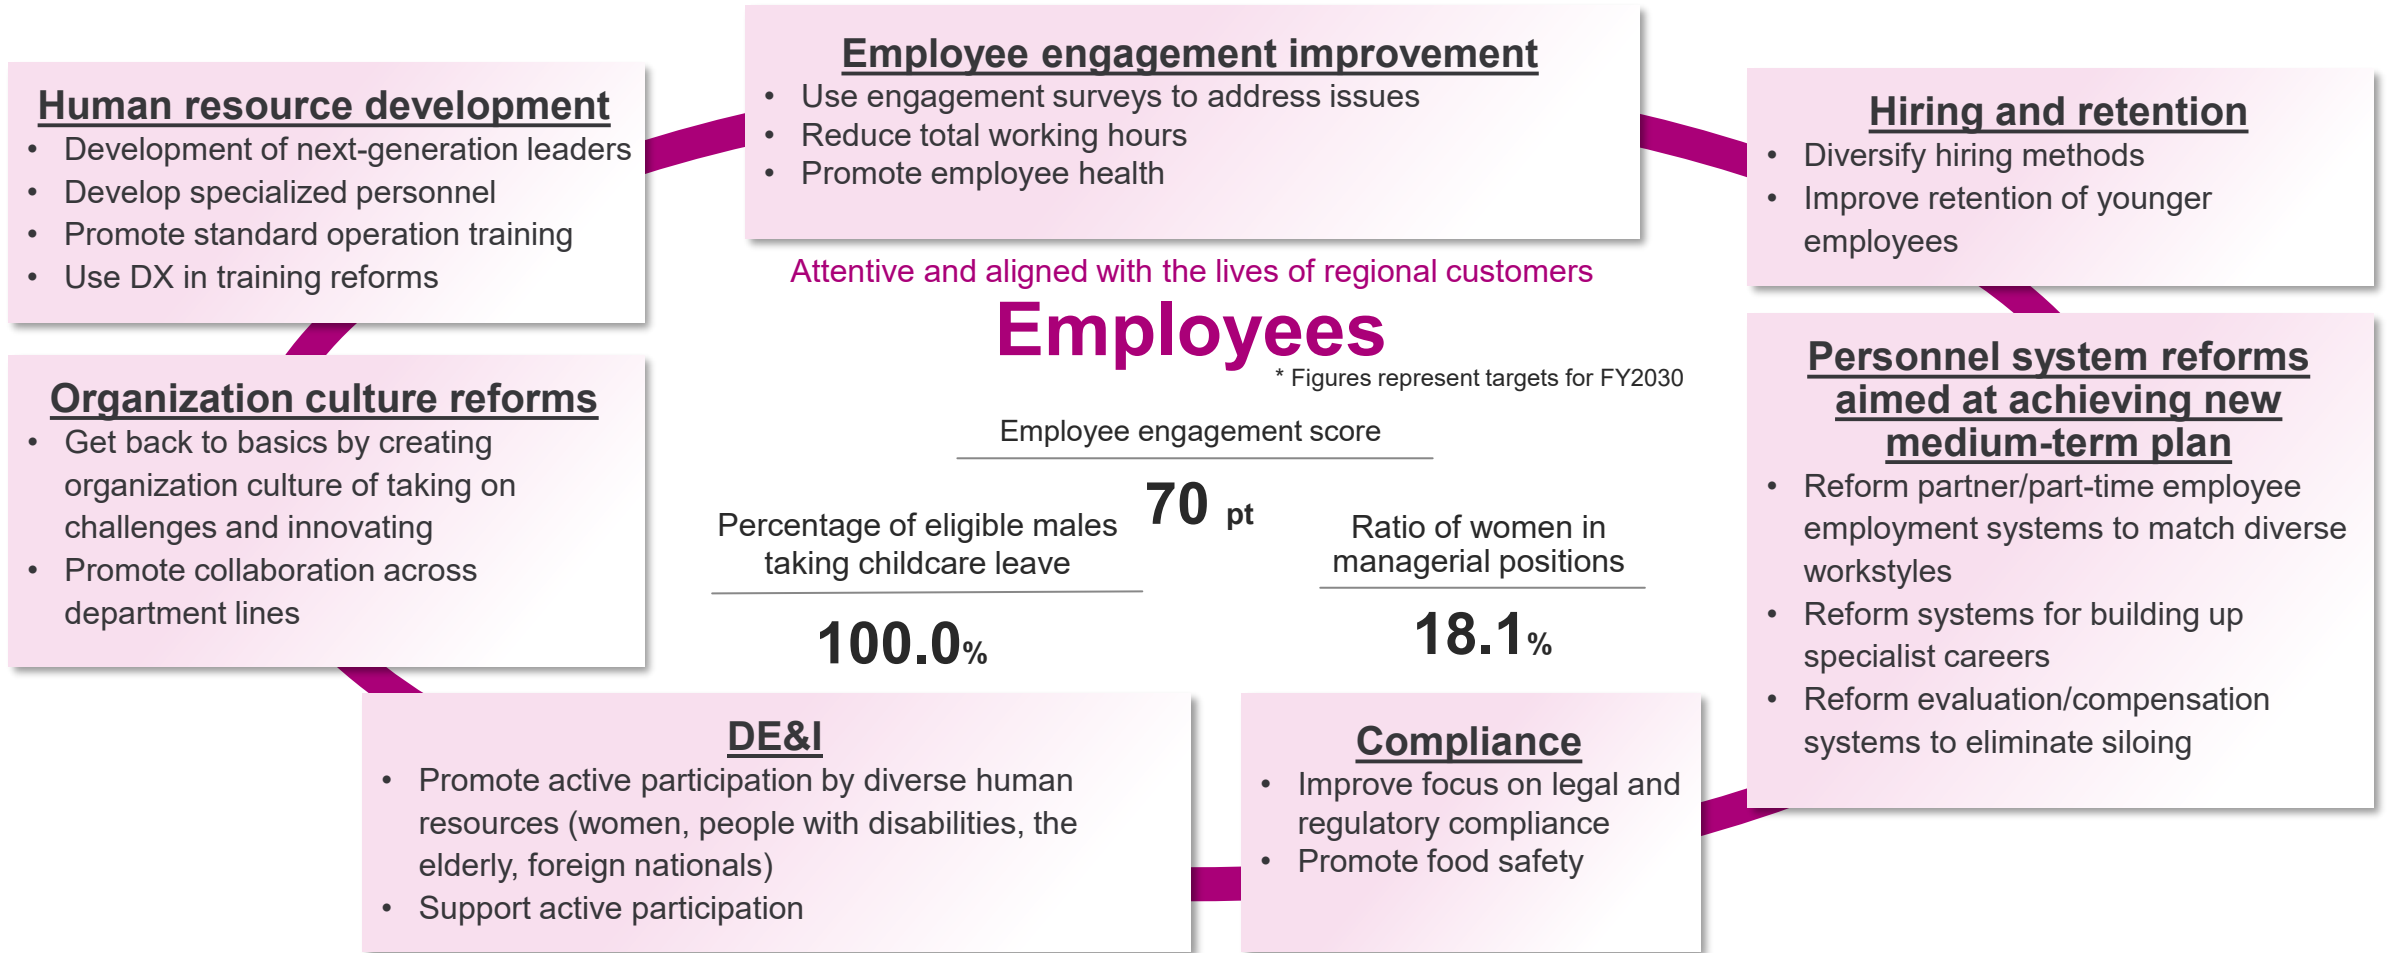 Employee engagement improvement
• Use engagement surveys to address issues
• Reduce total working hours
• Promote employee health
Human resource development
• Development of next-generation leaders
• Develop specialized personnel
• Promote standard operation training
• Use DX in training reforms
Hiring and retention
• Diversify hiring methods
• Improve retention of younger
employees
Attentive and aligned with the lives of regional customers
Employees
* Figures represent targets for FY2030
Employee engagement score
70 pt
Percentage of eligible males
taking childcare leave
100.0%
Ratio of women in
managerial positions
18.1%
Organization culture reforms
• Get back to basics by creating
organization culture of taking on
challenges and innovating
• Promote collaboration across
department lines
Personnel system reforms
aimed at achieving new
medium-term plan
• Reform partner/part-time employee
employment systems to match diverse
workstyles
• Reform systems for building up
specialist careers
• Reform evaluation/compensation
systems to eliminate siloing
DE&I
• Promote active participation by diverse human
resources (women, people with disabilities, the
elderly, foreign nationals)
• Support active participation
Compliance
• Improve focus on legal and
regulatory compliance
• Promote food safety